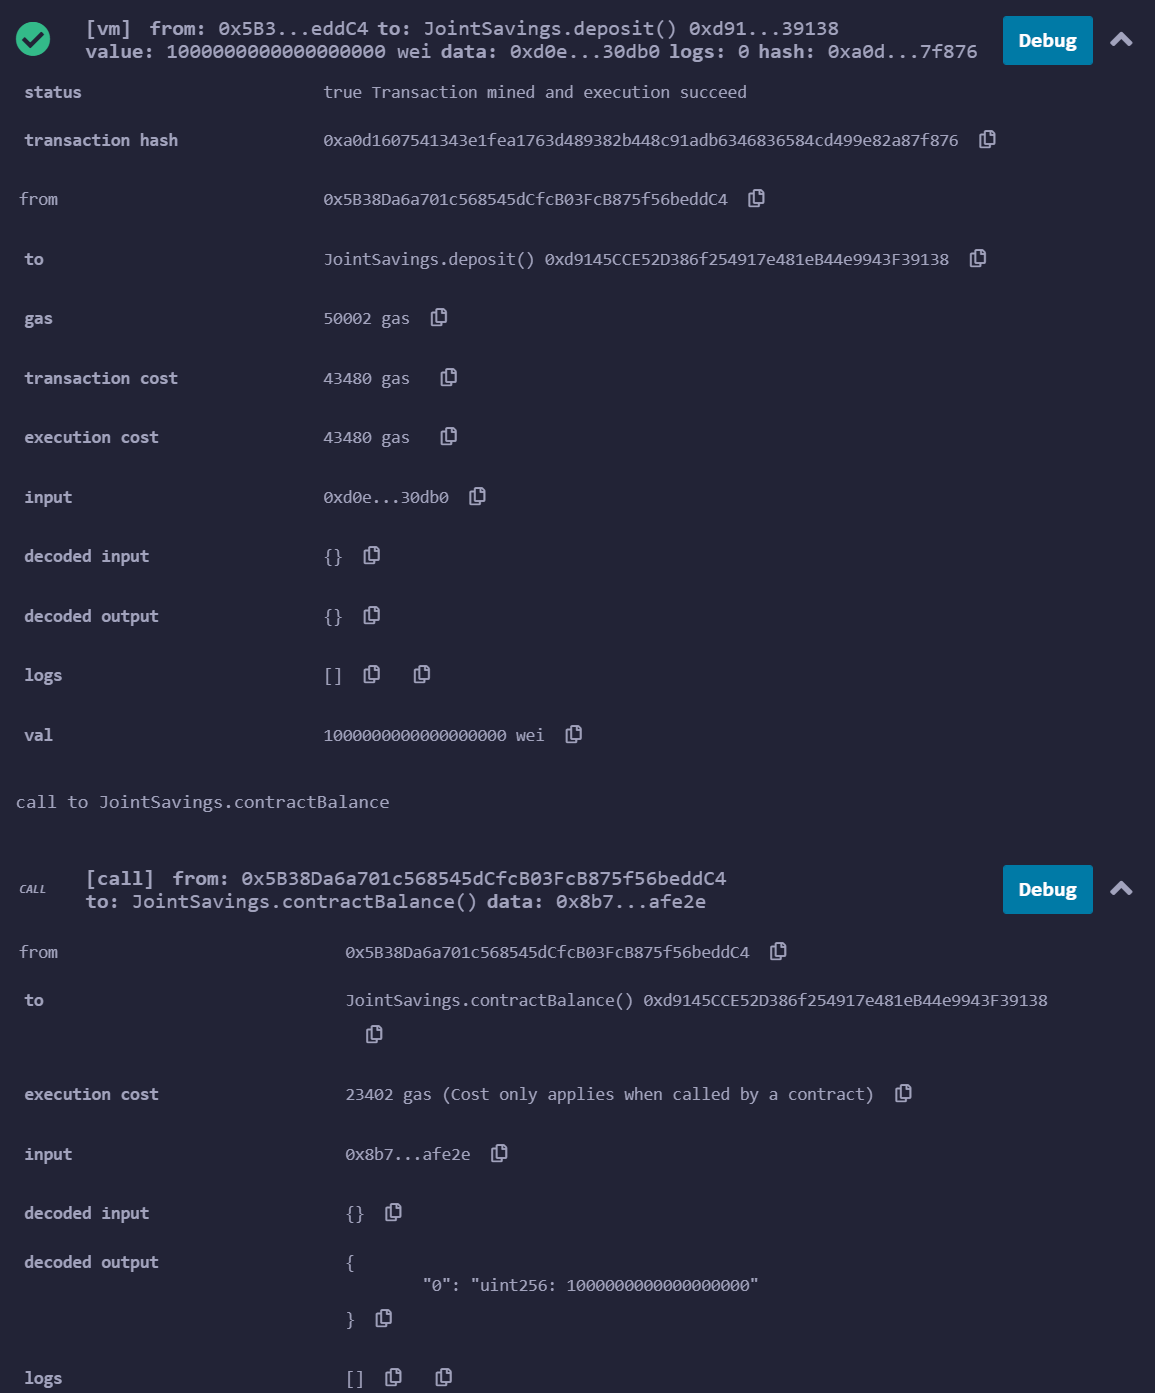 [vm] from: 0x5B3...eddC4 to: JointSavings.deposit() 0xd91...39138
value: 1000000000000000000 wei data: 0xd0e...30db0 logs: 0 hash: 0xa0d...7f876
Debug
status true Transaction mined and execution succeed
transaction hash 0xa0d1607541343e1fea1763d489382b448c91adb6346836584cd499e82a87f876
from 0x5B38Da6a701c568545dCfcB03FcB875f56beddC4
to JointSavings.deposit() 0xd9145CCE52D386f254917e481eB44e9943F39138
gas 50002 gas
transaction cost 43480 gas
execution cost 43480 gas
input 0xd0e...30db0
decoded input {}
decoded output {}
logs []
val 1000000000000000000 wei
call to JointSavings.contractBalance
CALL
[call] from: 0x5B38Da6a701c568545dCfcB03FcB875f56beddC4
to: JointSavings.contractBalance() data: 0x8b7...afe2e
Debug
from 0x5B38Da6a701c568545dCfcB03FcB875f56beddC4
to JointSavings.contractBalance() 0xd9145CCE52D386f254917e481eB44e9943F39138
execution cost 23402 gas (Cost only applies when called by a contract)
input 0x8b7...afe2e
decoded input {}
decoded output {
"0": "uint256: 1000000000000000000"
}
logs []